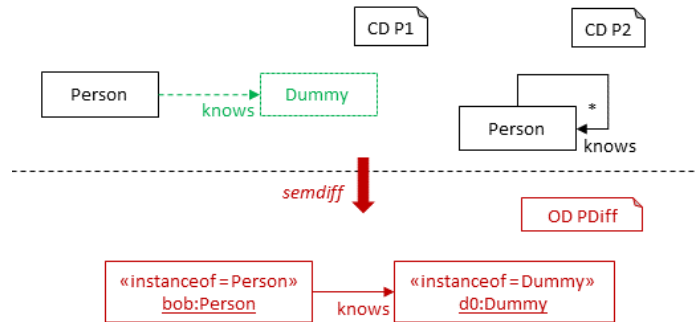 CD P1
CD P2
Person
Dummy
knows
*
Person
knows
semdiff
OD PDiff
«instanceof=Person»
bob:Person
knows
«instanceof=Dummy»
d0:Dummy